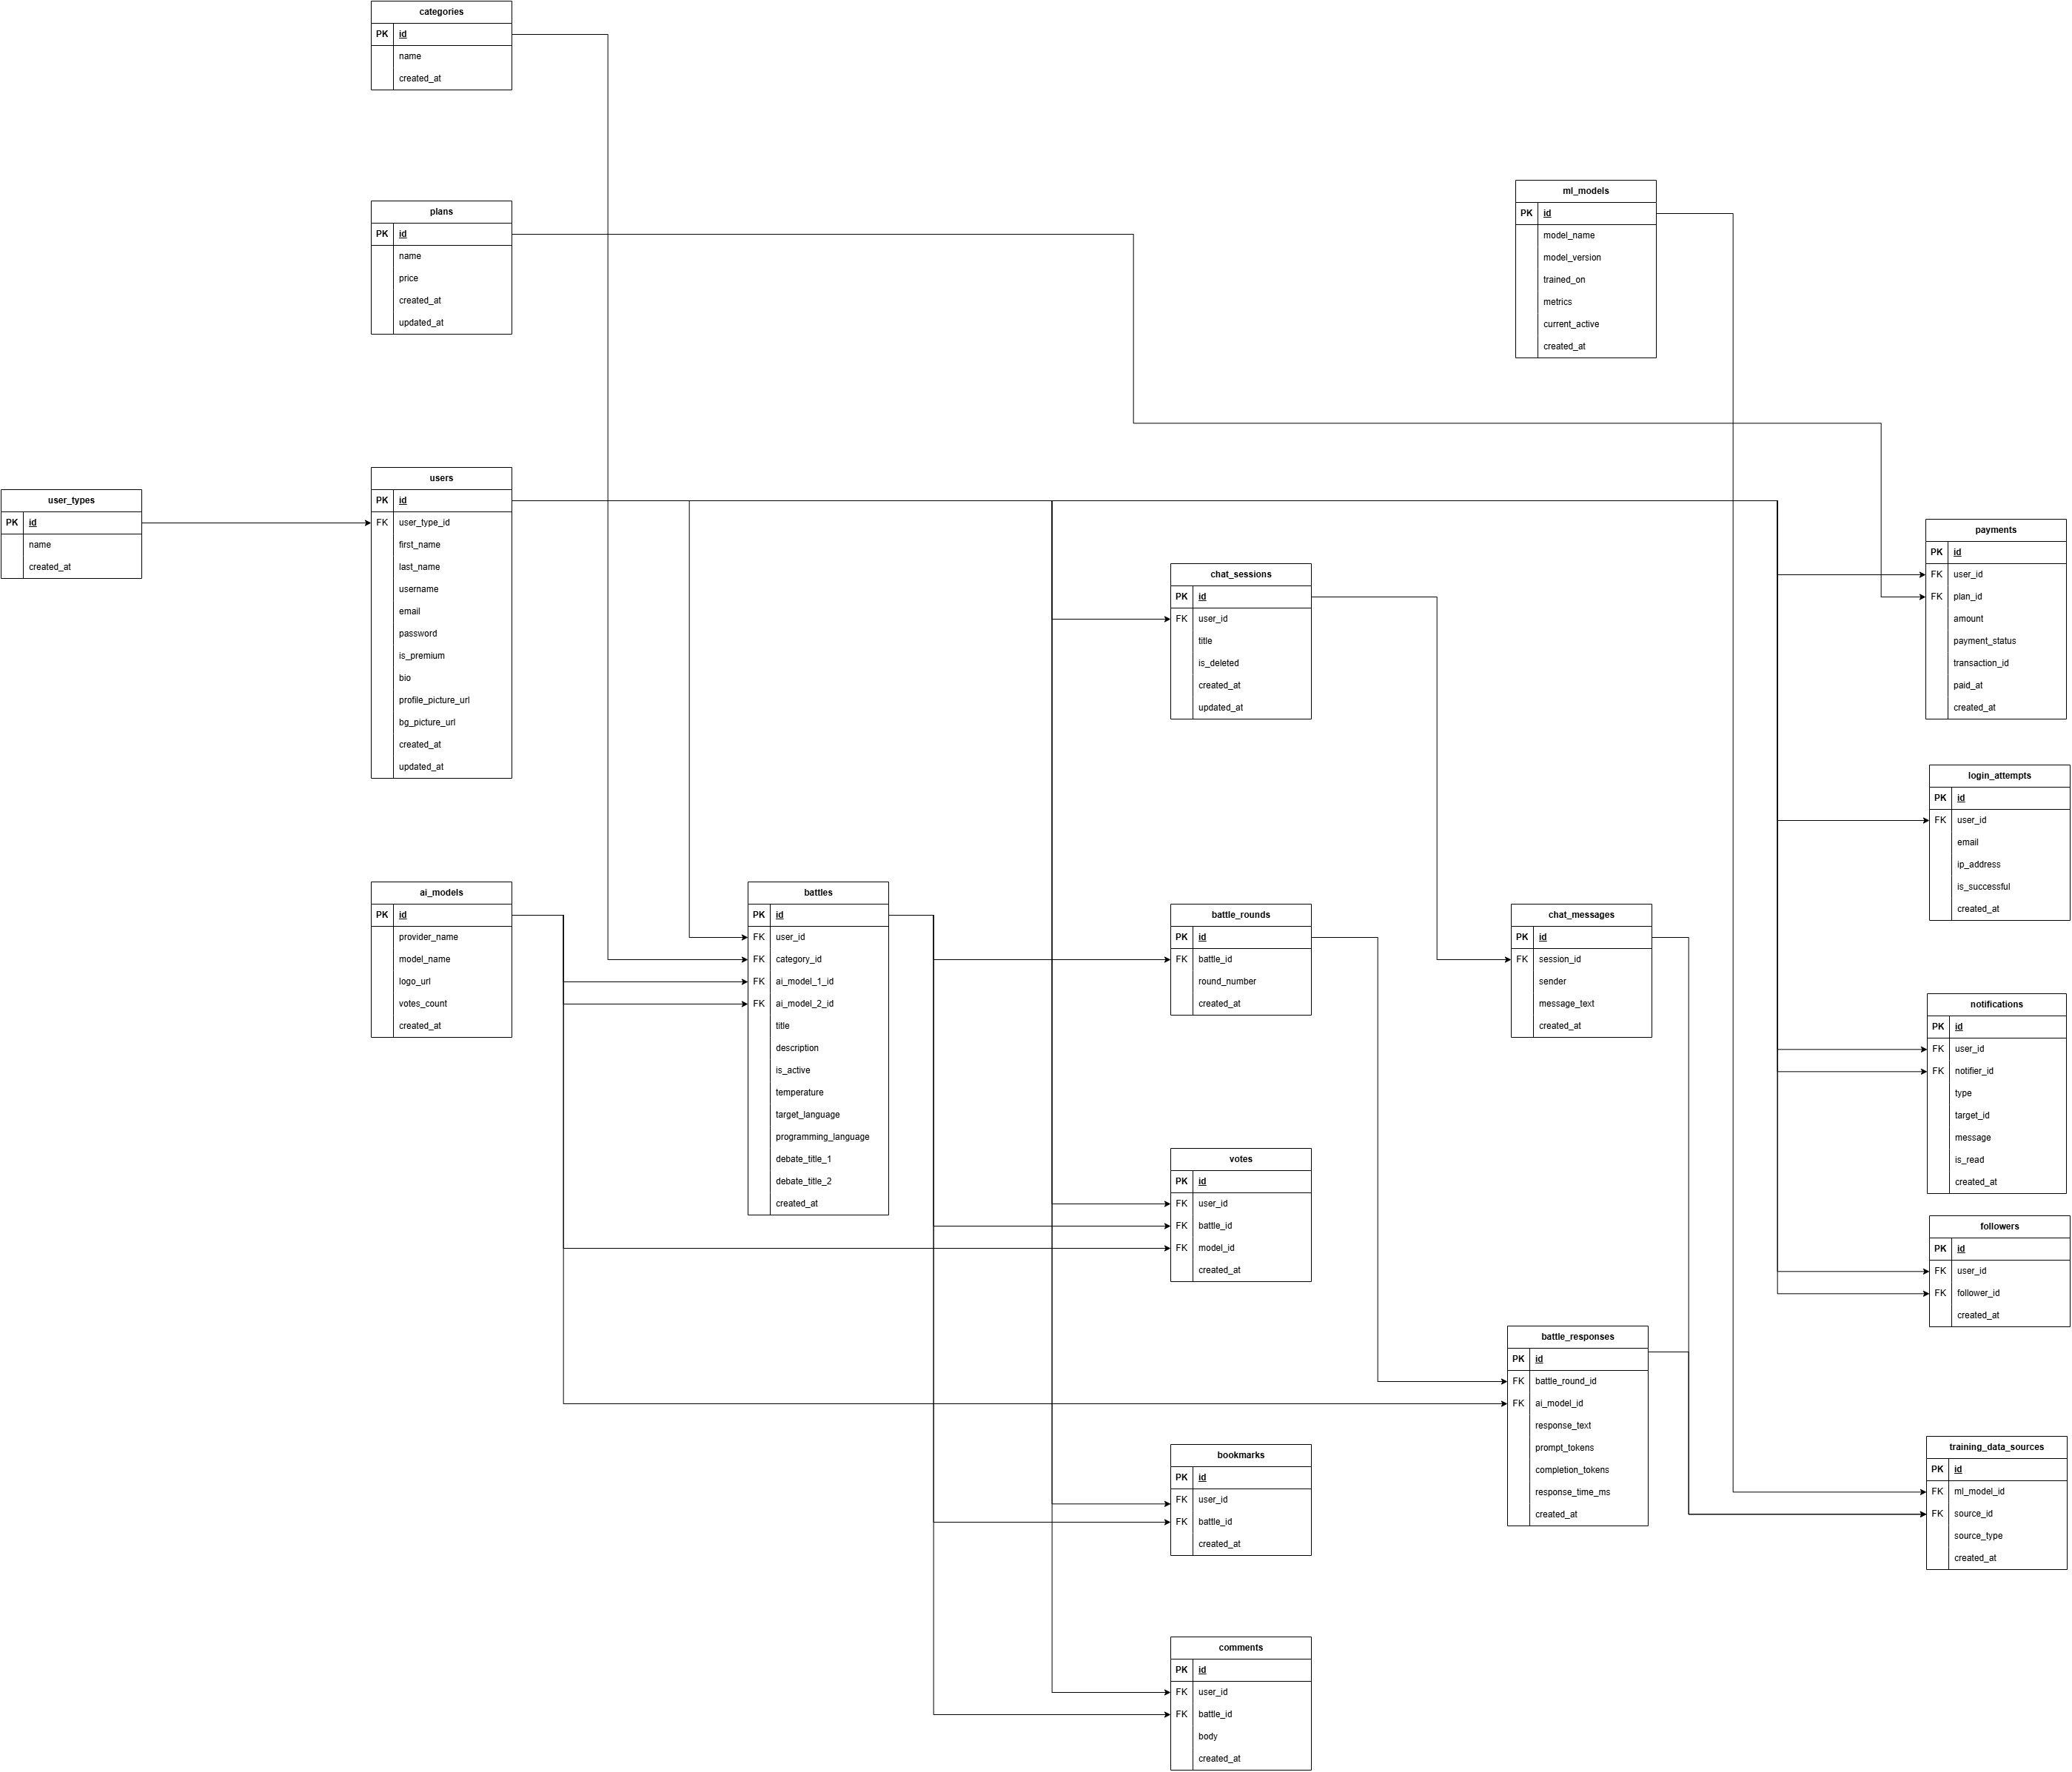 categories
PK id
name
created_at
plans
PK id
name
price
created_at
updated_at
ml_models
PK id
model_name
model_version
trained_on
metrics
current_active
created_at
user_types
PK id
name
created_at
users
PK id
FK user_type_id
first_name
last_name
username
email
password
is_premium
bio
profile_picture_url
bg_picture_url
created_at
updated_at
chat_sessions
PK id
FK user_id
title
is_deleted
created_at
updated_at
payments
PK id
FK user_id
FK plan_id
amount
payment_status
transaction_id
paid_at
created_at
login_attempts
PK id
FK user_id
email
ip_address
is_successful
created_at
ai_models
PK id
provider_name
model_name
logo_url
votes_count
created_at
battles
PK id
FK user_id
FK category_id
FK ai_model_1_id
FK ai_model_2_id
title
description
is_active
temperature
target_language
programming_language
debate_title_1
debate_title_2
created_at
battle_rounds
PK id
FK battle_id
round_number
created_at
chat_messages
PK id
FK session_id
sender
message_text
created_at
notifications
PK id
FK user_id
FK notifier_id
type
target_id
message
is_read
created_at
votes
PK id
FK user_id
FK battle_id
FK model_id
created_at
followers
PK id
FK user_id
FK follower_id
created_at
battle_responses
PK id
FK battle_round_id
FK ai_model_id
response_text
prompt_tokens
completion_tokens
response_time_ms
created_at
bookmarks
PK id
FK user_id
FK battle_id
created_at
training_data_sources
PK id
FK ml_model_id
FK source_id
source_type
created_at
comments
PK id
FK user_id
FK battle_id
body
created_at